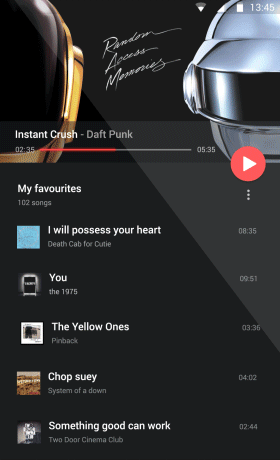 13:45
Random
Access
Memories
Instant Crush - Daft Punk
02:35 05:35
My favourites
102 songs
I will possess your heart 08:35
Death Cab for Cutie
You 09:51
the 1975
The Yellow Ones 03:36
Pinback
Chop suey 04:02
System of a down
Something good can work 02:44
Two Door Cinema Club